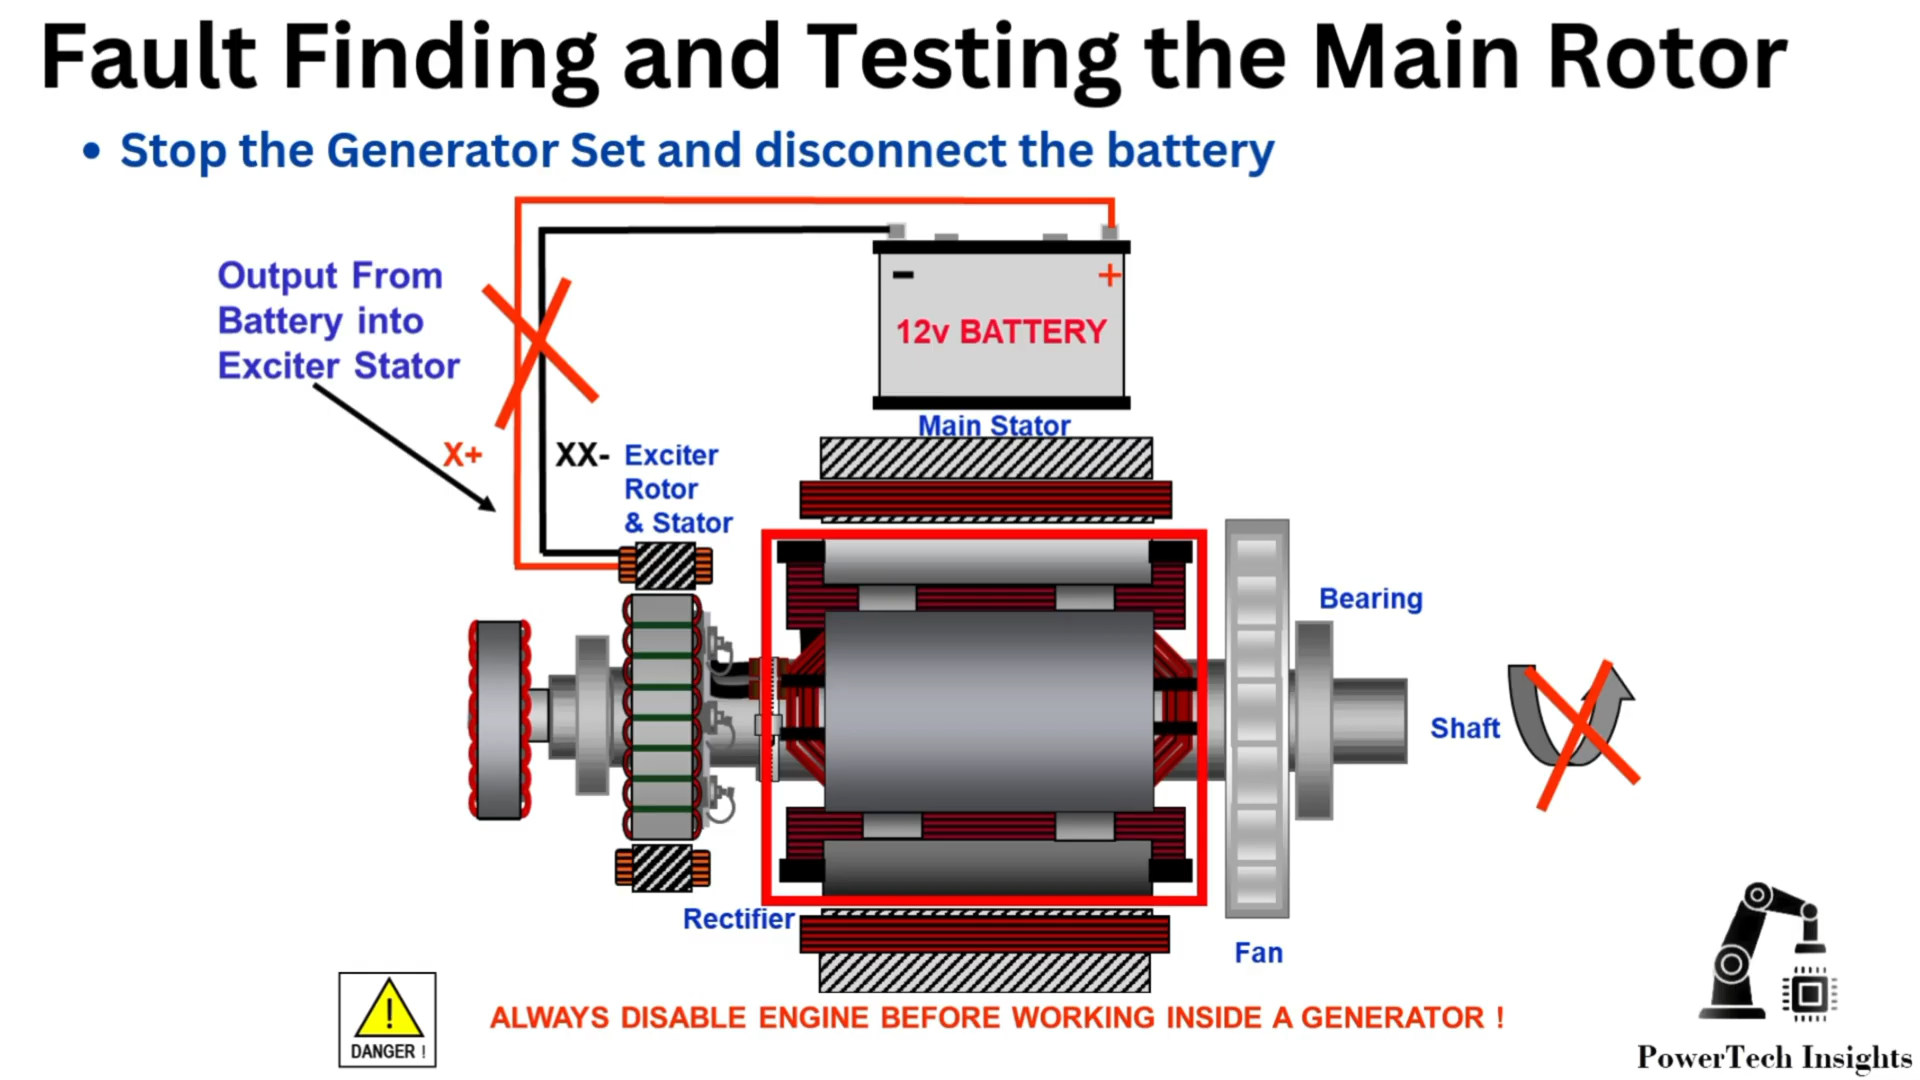 Fault Finding and Testing the Main Rotor
• Stop the Generator Set and disconnect the battery
Output From
Battery into
Exciter Stator
X+
XX-
Exciter
Rotor
& Stator
- +
12v BATTERY
Main Stator
Bearing
Shaft
Rectifier
Fan
!
DANGER !
ALWAYS DISABLE ENGINE BEFORE WORKING INSIDE A GENERATOR !
PowerTech Insights